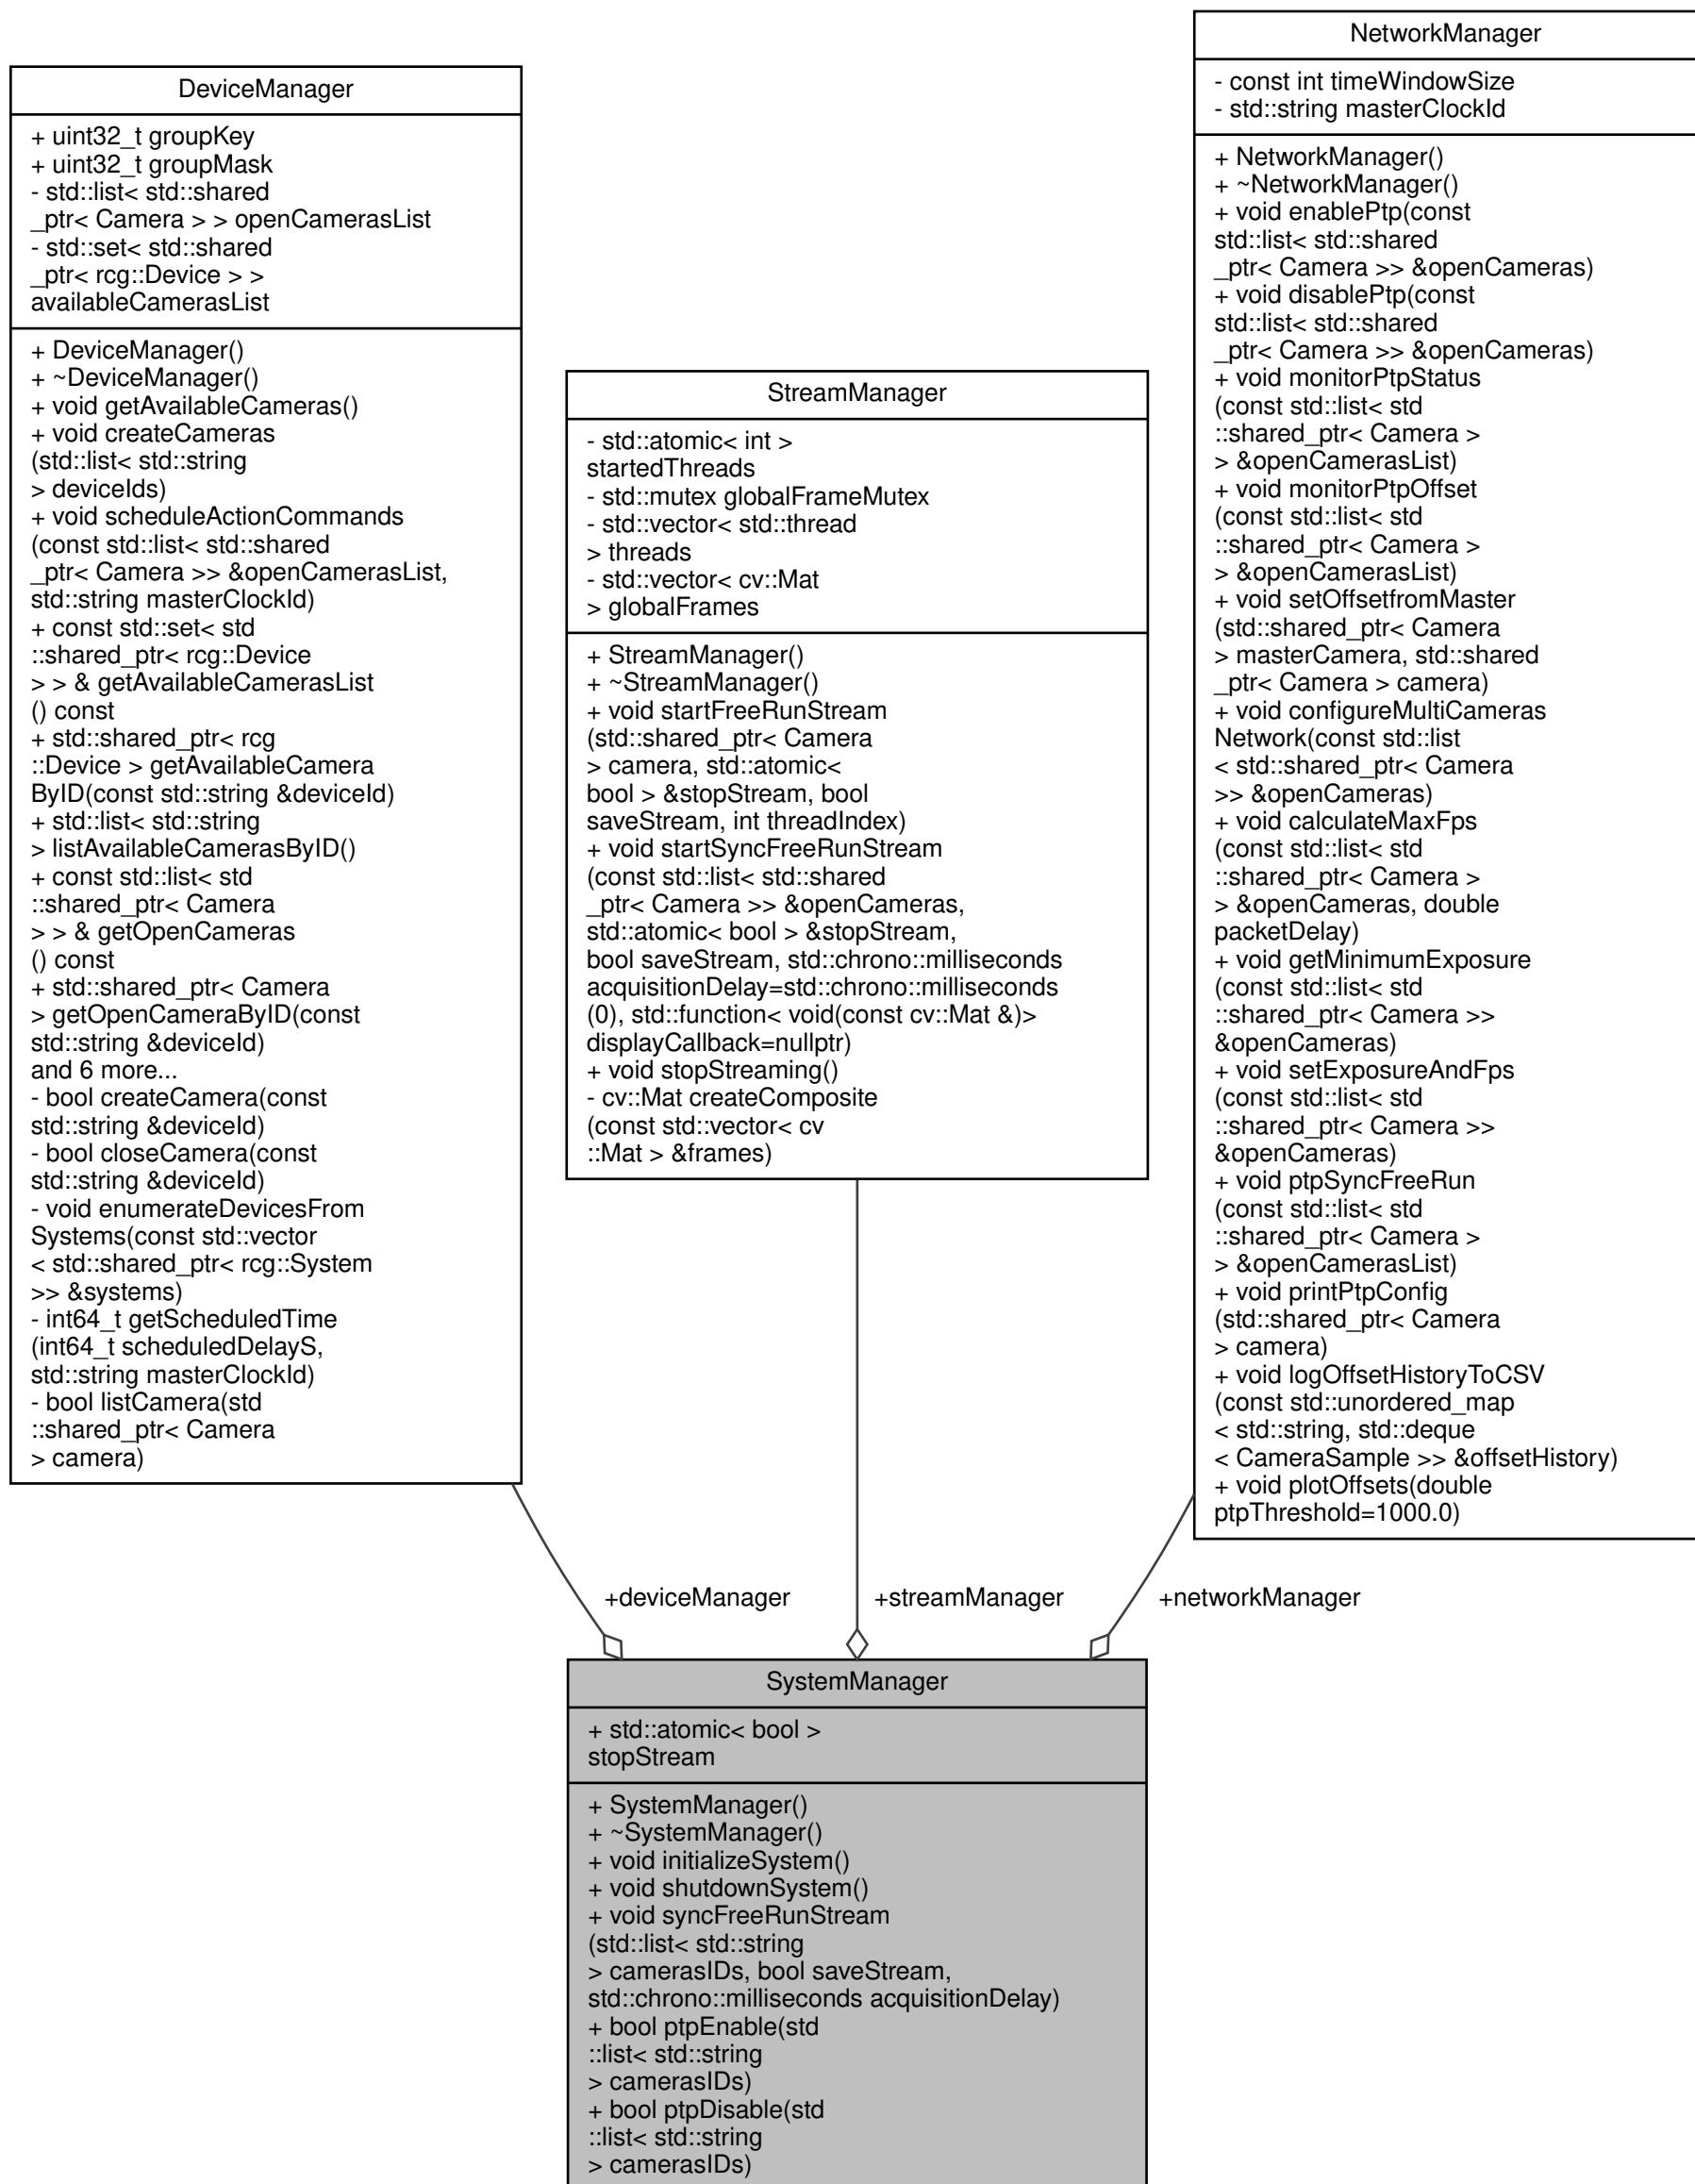 DeviceManager
+ uint32_t groupKey
+ uint32_t groupMask
- std::list< std::shared
_ptr< Camera > > openCamerasList
- std::set< std::shared
_ptr< rcg::Device > >
availableCamerasList
+ DeviceManager()
+ ~DeviceManager()
+ void getAvailableCameras()
+ void createCameras
(std::list< std::string
> deviceIds)
+ void scheduleActionCommands
(const std::list< std::shared
_ptr< Camera >> &openCamerasList,
std::string masterClockId)
+ const std::set< std
::shared_ptr< rcg::Device
> > & getAvailableCamerasList
() const
+ std::shared_ptr< rcg
::Device > getAvailableCamera
ByID(const std::string &deviceId)
+ std::list< std::string
> listAvailableCamerasByID()
+ const std::list< std
::shared_ptr< Camera
> > & getOpenCameras
() const
+ std::shared_ptr< Camera
> getOpenCameraByID(const
std::string &deviceId)
and 6 more...
- bool createCamera(const
std::string &deviceId)
- bool closeCamera(const
std::string &deviceId)
- void enumerateDevicesFrom
Systems(const std::vector
< std::shared_ptr< rcg::System
>> &systems)
- int64_t getScheduledTime
(int64_t scheduledDelayS,
std::string masterClockId)
- bool listCamera(std
::shared_ptr< Camera
> camera)
StreamManager
- std::atomic< int >
startedThreads
- std::mutex globalFrameMutex
- std::vector< std::thread
> threads
- std::vector< cv::Mat
> globalFrames
+ StreamManager()
+ ~StreamManager()
+ void startFreeRunStream
(std::shared_ptr< Camera
> camera, std::atomic<
bool > &stopStream, bool
saveStream, int threadIndex)
+ void startSyncFreeRunStream
(const std::list< std::shared
_ptr< Camera >> &openCameras,
std::atomic< bool > &stopStream,
bool saveStream, std::chrono::milliseconds
acquisitionDelay=std::chrono::milliseconds
(0), std::function< void(const cv::Mat &)>
displayCallback=nullptr)
+ void stopStreaming()
- cv::Mat createComposite
(const std::vector< cv
::Mat > &frames)
NetworkManager
- const int timeWindowSize
- std::string masterClockId
+ NetworkManager()
+ ~NetworkManager()
+ void enablePtp(const
std::list< std::shared
_ptr< Camera >> &openCameras)
+ void disablePtp(const
std::list< std::shared
_ptr< Camera >> &openCameras)
+ void monitorPtpStatus
(const std::list< std
::shared_ptr< Camera >
> &openCamerasList)
+ void monitorPtpOffset
(const std::list< std
::shared_ptr< Camera >
> &openCamerasList)
+ void setOffsetfromMaster
(std::shared_ptr< Camera
> masterCamera, std::shared
_ptr< Camera > camera)
+ void configureMultiCameras
Network(const std::list
< std::shared_ptr< Camera
>> &openCameras)
+ void calculateMaxFps
(const std::list< std
::shared_ptr< Camera >
> &openCameras, double
packetDelay)
+ void getMinimumExposure
(const std::list< std
::shared_ptr< Camera >>
&openCameras)
+ void setExposureAndFps
(const std::list< std
::shared_ptr< Camera >>
&openCameras)
+ void ptpSyncFreeRun
(const std::list< std
::shared_ptr< Camera >
> &openCamerasList)
+ void printPtpConfig
(std::shared_ptr< Camera
> camera)
+ void logOffsetHistoryToCSV
(const std::unordered_map
< std::string, std::deque
< CameraSample >> &offsetHistory)
+ void plotOffsets(double
ptpThreshold=1000.0)
+deviceManager
+streamManager
+networkManager
SystemManager
+ std::atomic< bool >
stopStream
+ SystemManager()
+ ~SystemManager()
+ void initializeSystem()
+ void shutdownSystem()
+ void syncFreeRunStream
(std::list< std::string
> camerasIDs, bool saveStream,
std::chrono::milliseconds acquisitionDelay)
+ bool ptpEnable(std
::list< std::string
> camerasIDs)
+ bool ptpDisable(std
::list< std::string
> camerasIDs)